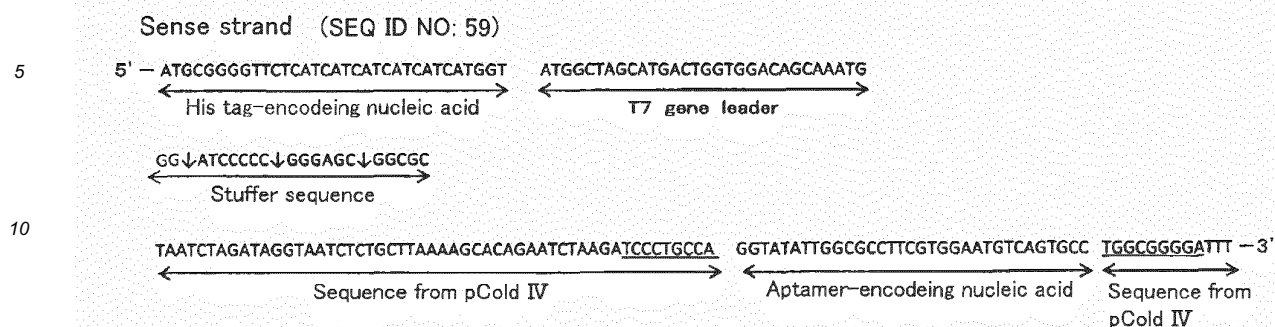 Sense strand (SEQ ID NO: 59)
5
5' — ATGCGGGGTTCTCATCATCATCATCATCATGGT ATGGCTAGCATGACTGGTGGACAGCAAATG
His tag-encodeing nucleic acid T7 gene leader
GG↓ATCCCCC↓GGGAGC↓GGCGC
Stuffer sequence
10
TAATCTAGATAGGTAATCTCTGCTTAAAAGCACAGAATCTAAGATCCCTGCCA GGTATATTGGCGCCTTCGTGGAATGTCAGTGCC TGGCGGGGATTT —3'
Sequence from pCold IV Aptamer-encodeing nucleic acid Sequence from
pCold IV